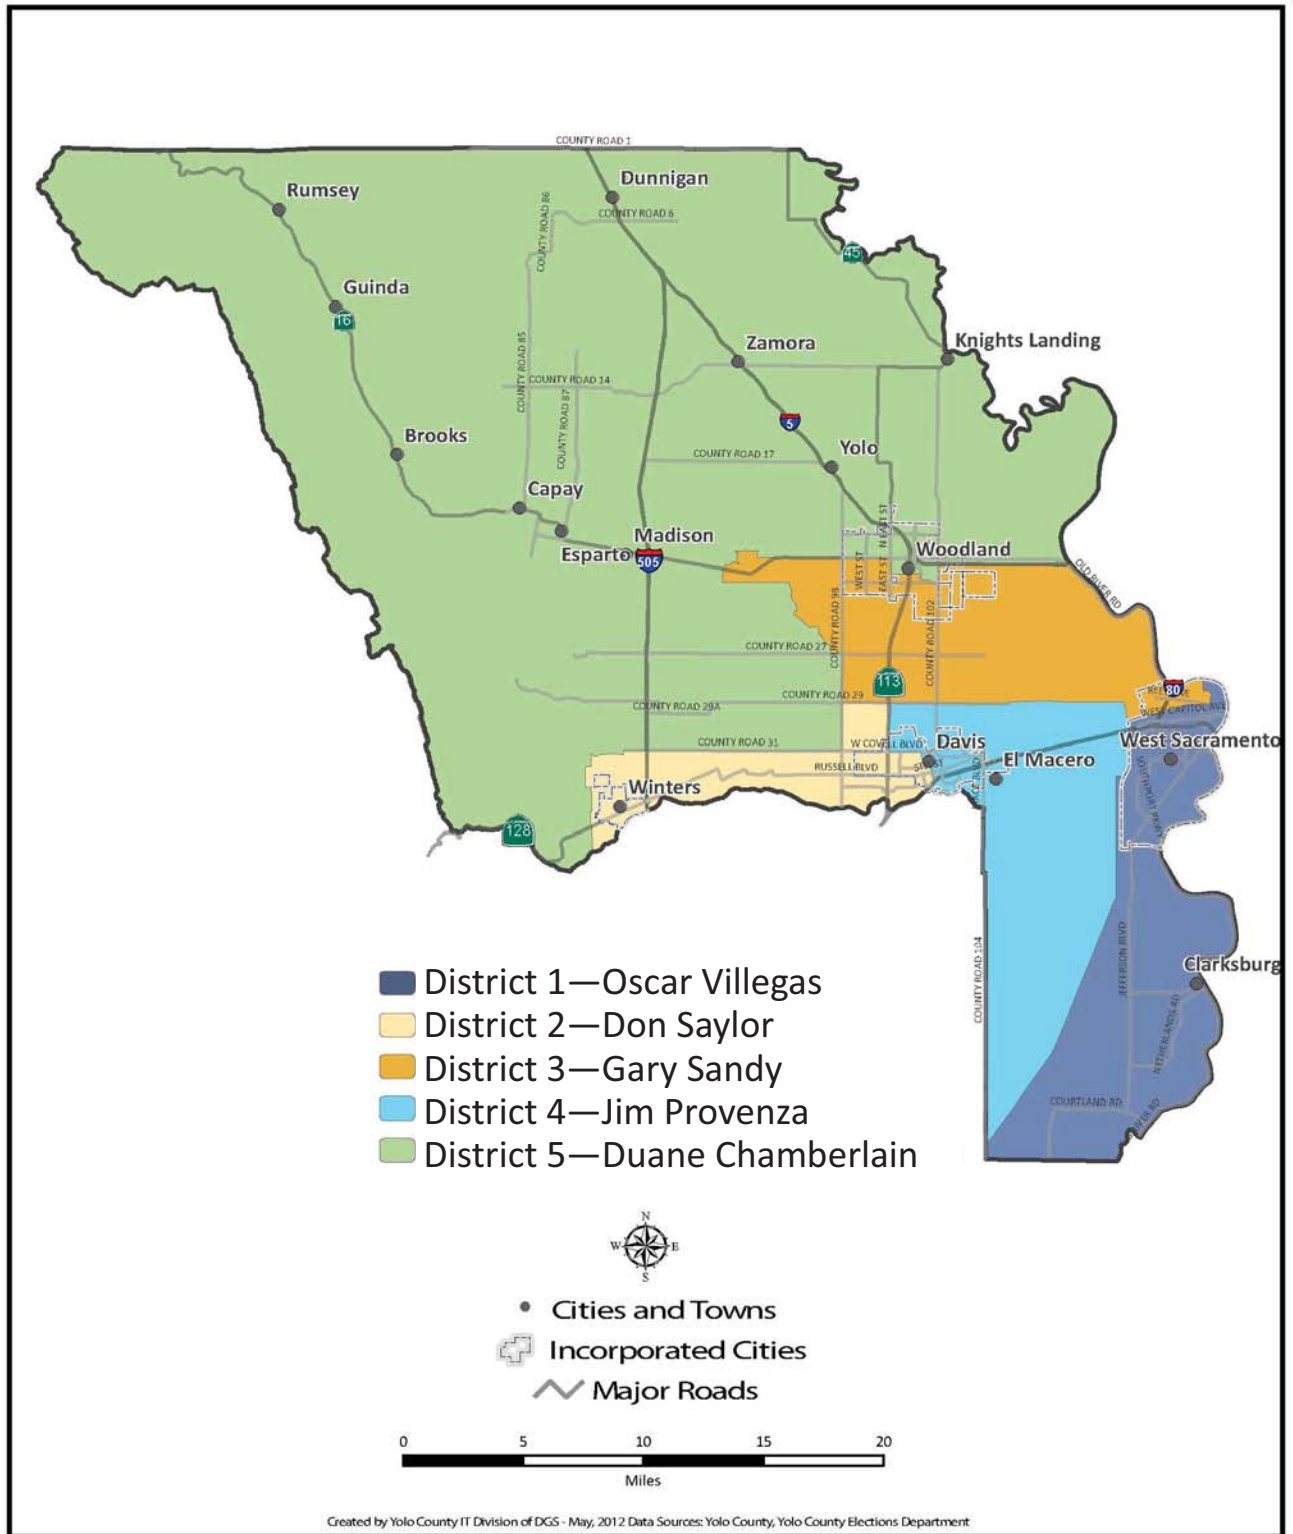 COUNTY ROAD 1
Dunnigan
Rumsey
COUNTY ROAD 86
COUNTY ROAD 6
45
Guinda
16
Zamora
Knights Landing
COUNTY ROAD 85
COUNTY ROAD 14
COUNTY ROAD 87
5
Brooks
Yolo
COUNTY ROAD 17
Capay
N EAST ST
Madison
Esparto
505
Woodland
WEST ST
EAST ST
OLD RIVER RD
COUNTY ROAD 98
COUNTY ROAD 102
COUNTY ROAD 27
113
80
COUNTY ROAD 29
COUNTY ROAD 29A
WEST CAPITOL AVE
COUNTY ROAD 31
W COVELL BLVD
Davis
West Sacramento
RUSSELL BLVD
El Macero
Winters
SOUTHPORT PKWY
128
COUNTY ROAD 104
JEFFERSON BLVD
Clarksburg
NETHERLANDS RD
COURTLAND RD
District 1—Oscar Villegas
District 2—Don Saylor
District 3—Gary Sandy
District 4—Jim Provenza
District 5—Duane Chamberlain
N
W E
S
Cities and Towns
Incorporated Cities
Major Roads
0 5 10 15 20
Miles
Created by Yolo County IT Division of DGS - May, 2012 Data Sources: Yolo County, Yolo County Elections Department